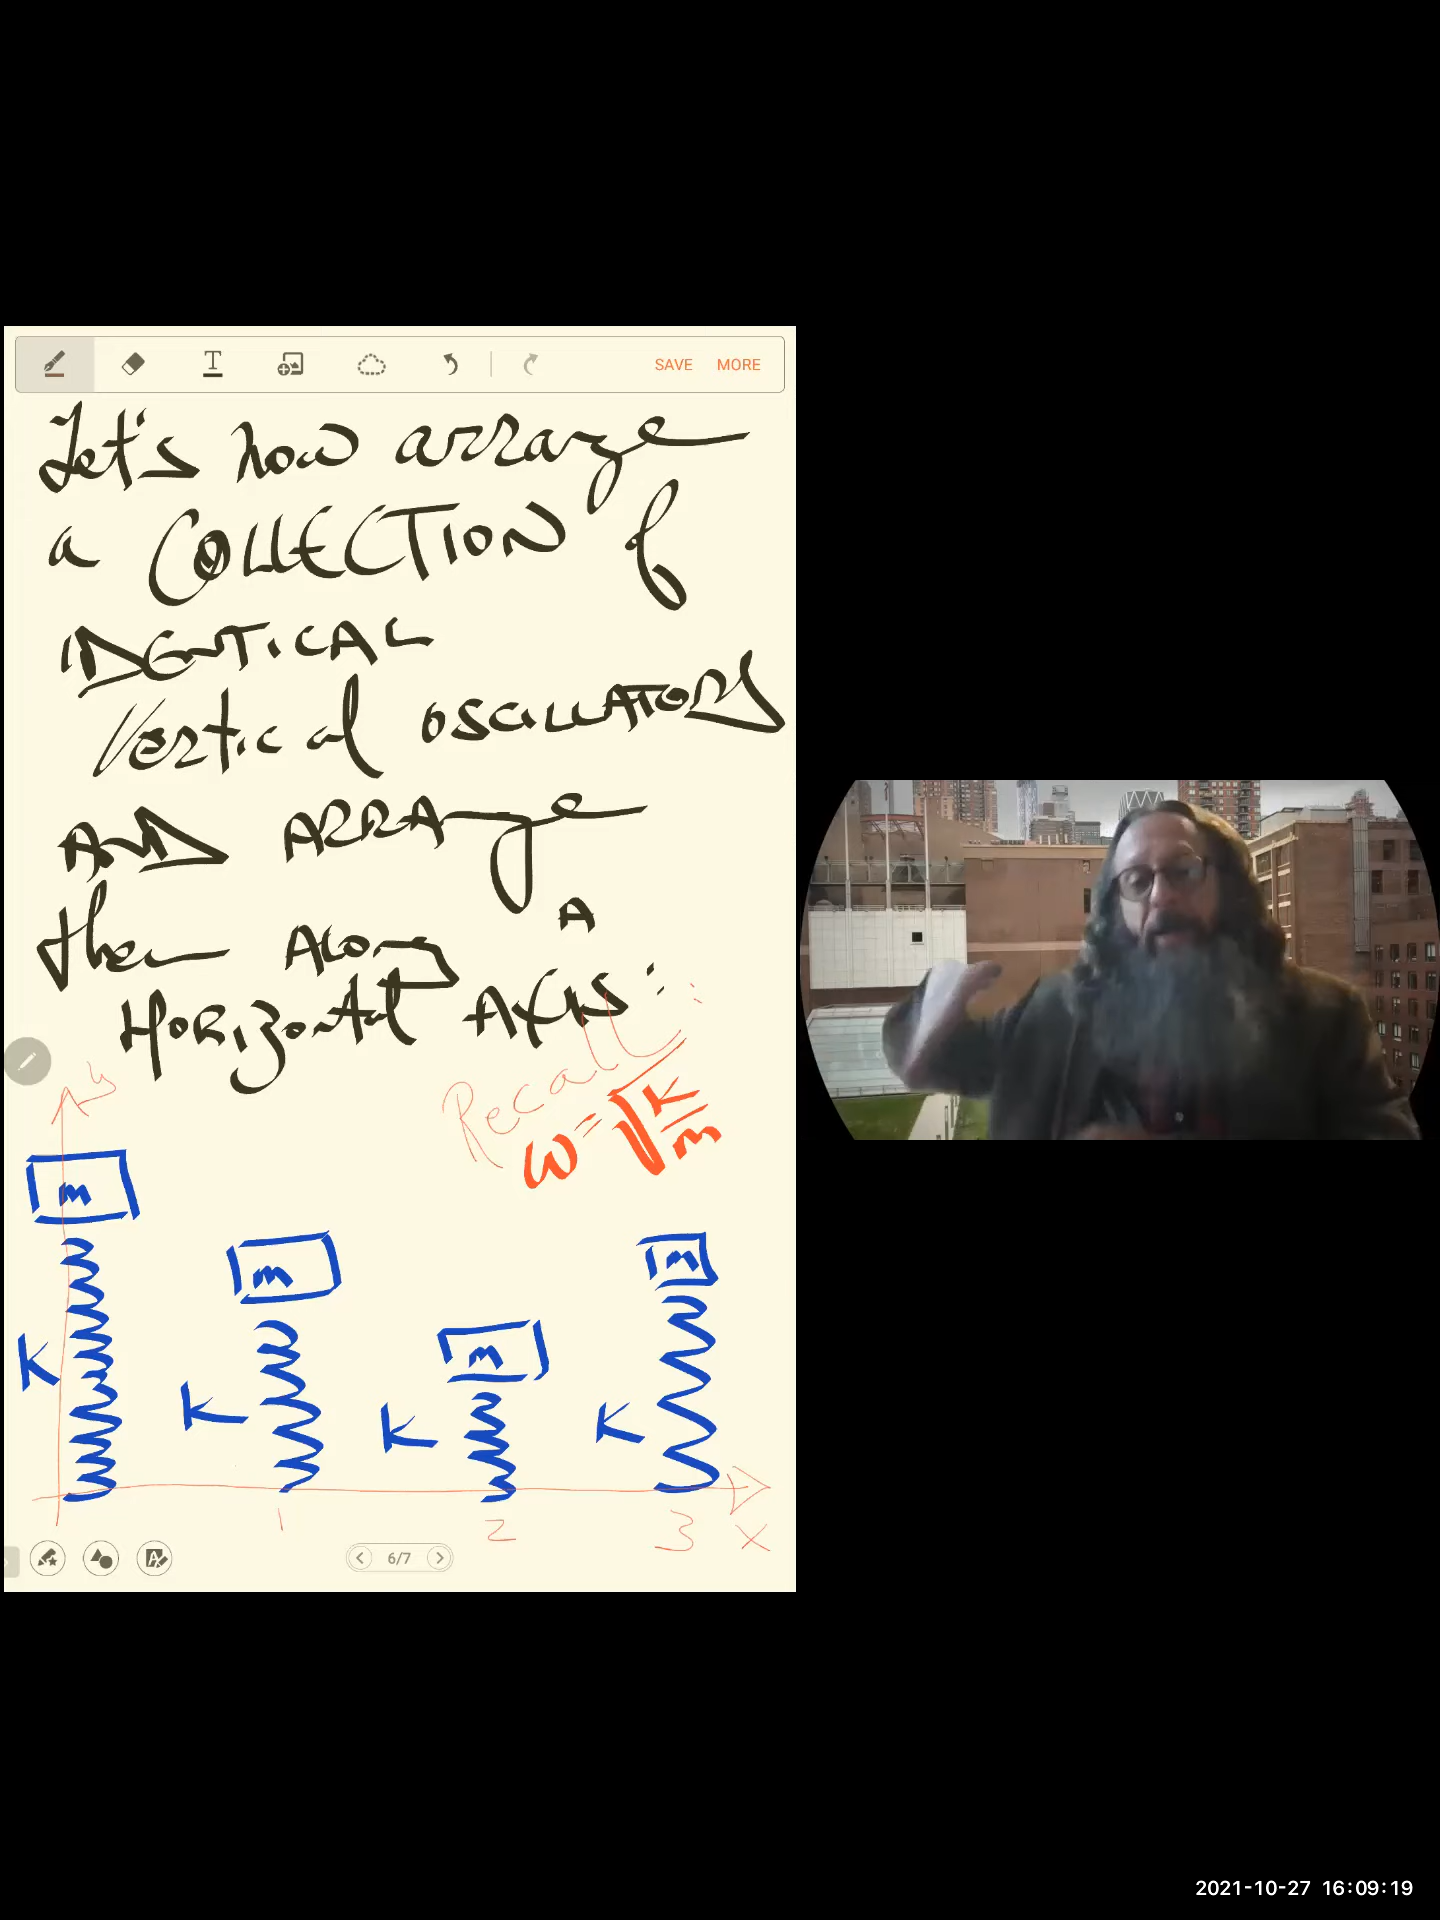 T
SAVE
MORE
Let's now arrange
a COLLECTION of
IDENTICAL
Vertical OSCILLATORY
AND ARRAnge
them Along A
HORIZontal AXIS:
Recall:
ω=√K/m
y
m
m
m
m
K
K
K
K
1
2
3
x
6/7
2021-10-27 16:09:19